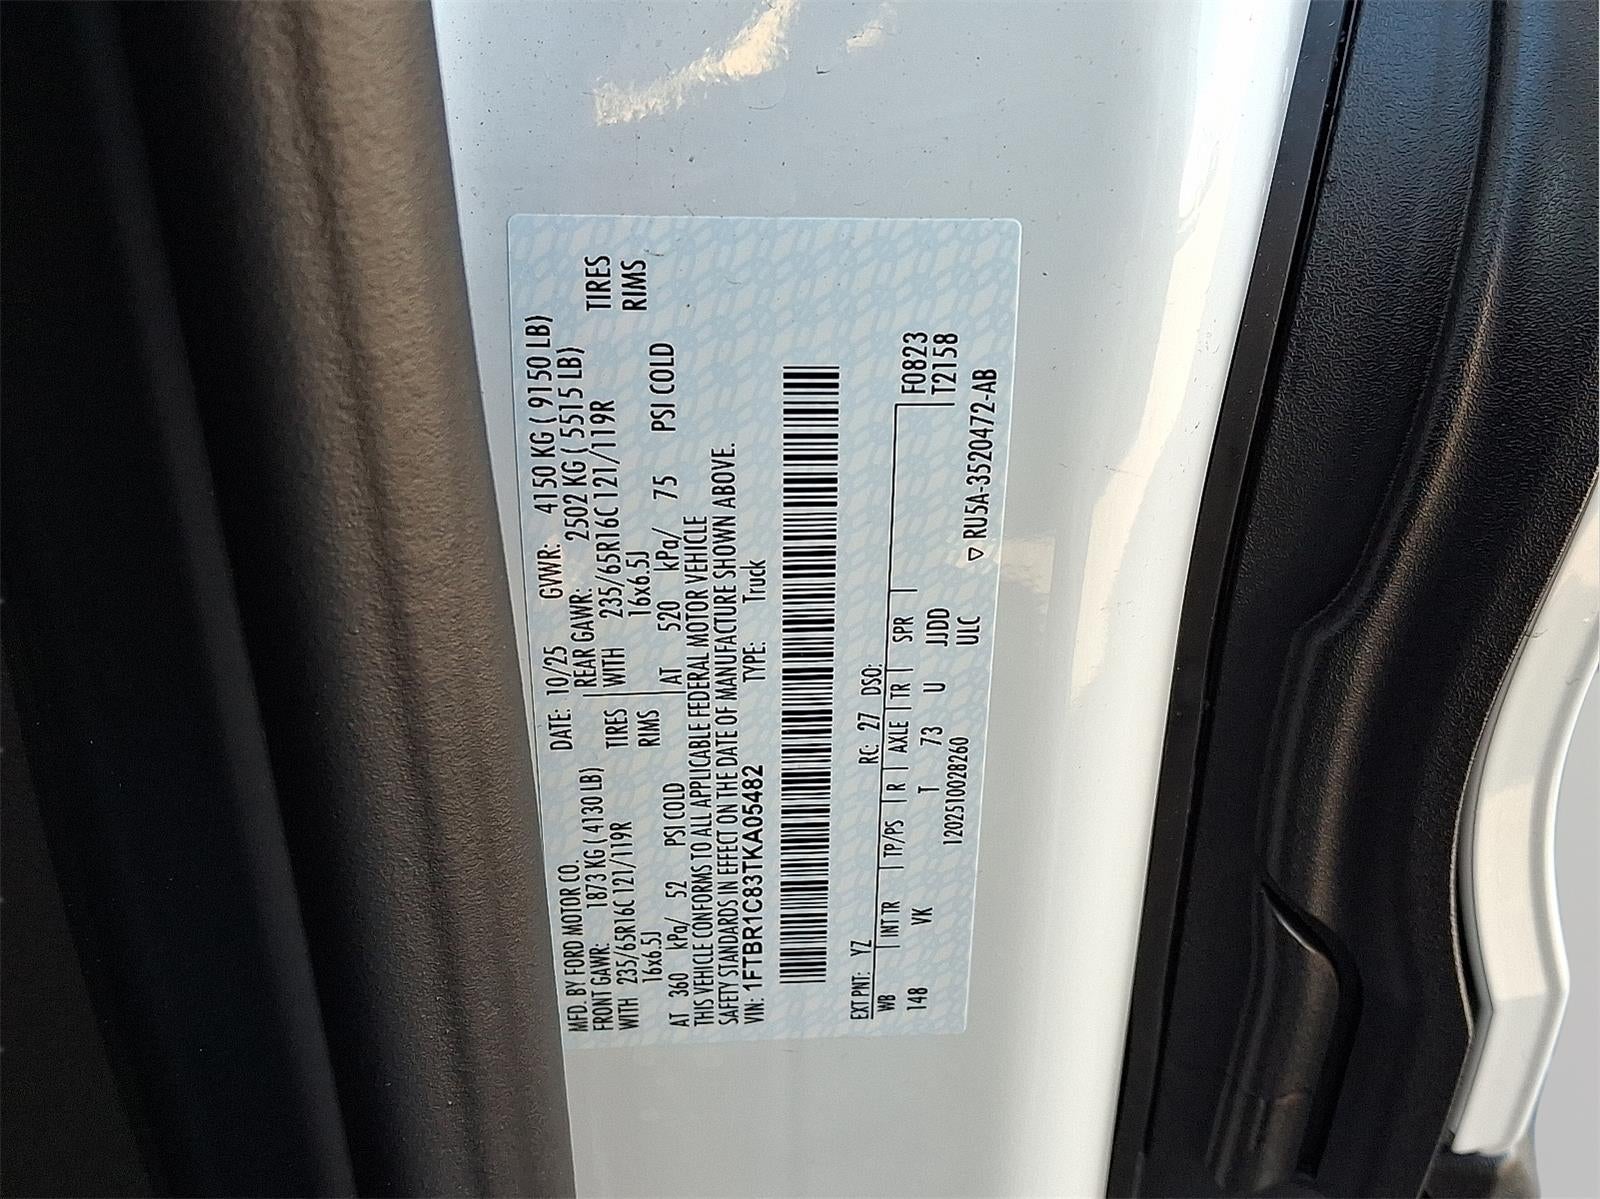 MFD. BY FORD MOTOR CO. DATE: 10/25 GVWR: 4150 KG ( 9150 LB)
FRONT GAWR: 1873 KG ( 4130 LB) REAR GAWR: 2502 KG ( 5515 LB)
WITH 235/65R16C 121/119R TIRES WITH 235/65R16C 121/119R TIRES
16x6.5J RIMS 16x6.5J RIMS
AT 360 kPa/ 52 PSI COLD AT 520 kPa/ 75 PSI COLD
THIS VEHICLE CONFORMS TO ALL APPLICABLE FEDERAL MOTOR VEHICLE
SAFETY STANDARDS IN EFFECT ON THE DATE OF MANUFACTURE SHOWN ABOVE.
VIN: 1FTBR1C83TKA05482 TYPE: Truck
EXT PNT: YZ RC: 27 DSO: F0823
WB INT TR TP/PS R AXLE TR SPR T2158
148 VK T 73 U JJDD
1202510028260 ULC ▽ RU5A-3520472-AB